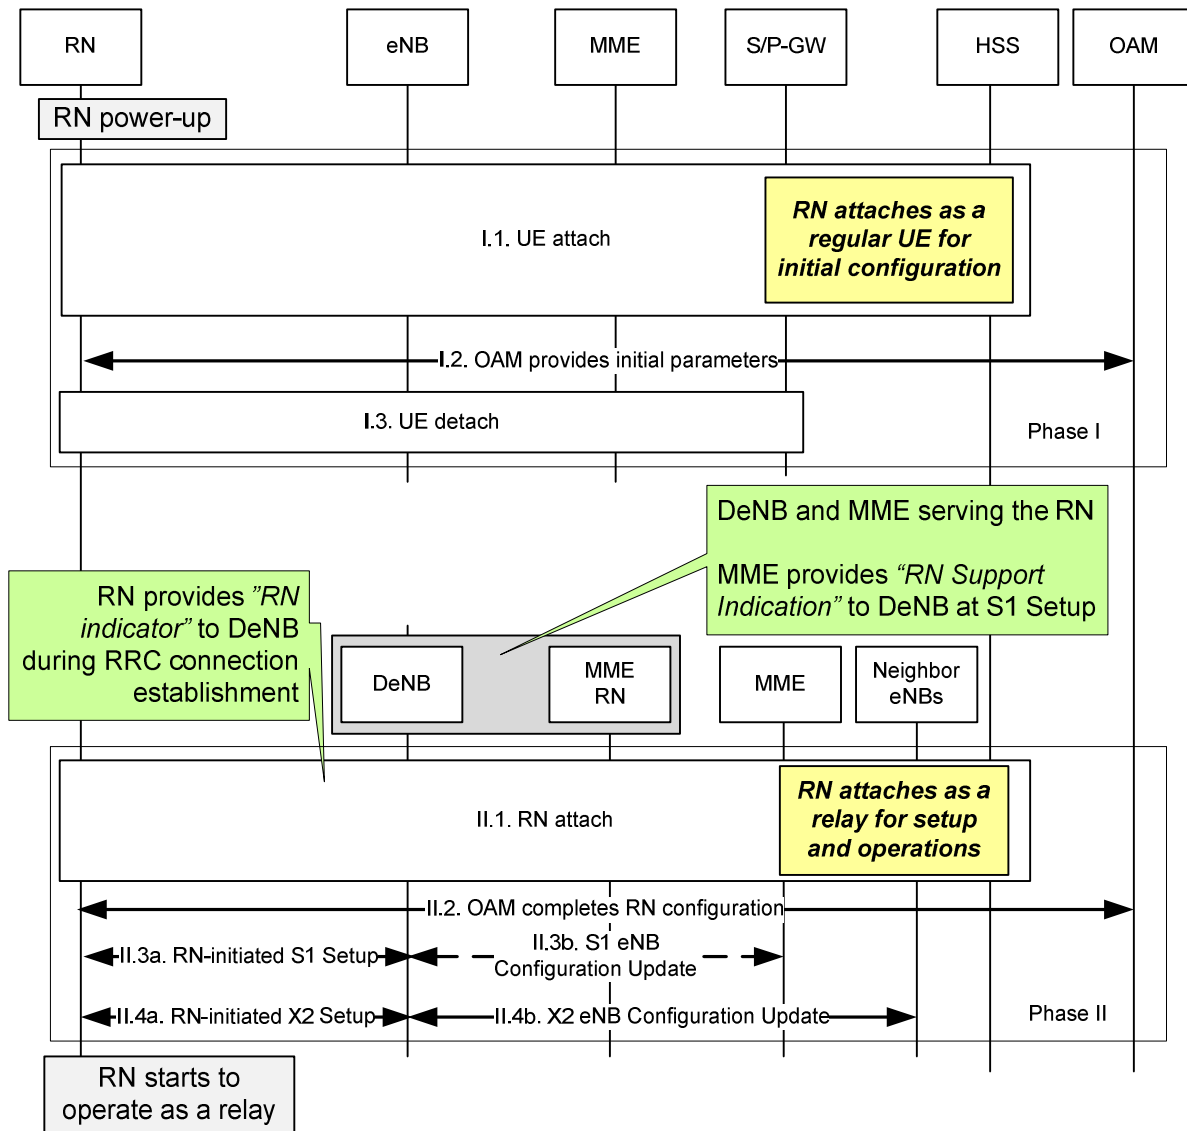 RN
eNB
MME
S/P-GW
HSS
OAM
RN power-up
I.1. UE attach
RN attaches as a
regular UE for
initial configuration
I.2. OAM provides initial parameters
I.3. UE detach
Phase I
DeNB and MME serving the RN
MME provides “RN Support
Indication” to DeNB at S1 Setup
RN provides ”RN
indicator” to DeNB
during RRC connection
establishment
DeNB
MME
RN
MME
Neighbor
eNBs
II.1. RN attach
RN attaches as a
relay for setup
and operations
II.2. OAM completes RN configuration
II.3a. RN-initiated S1 Setup
II.3b. S1 eNB
Configuration Update
II.4a. RN-initiated X2 Setup
II.4b. X2 eNB Configuration Update
Phase II
RN starts to
operate as a relay